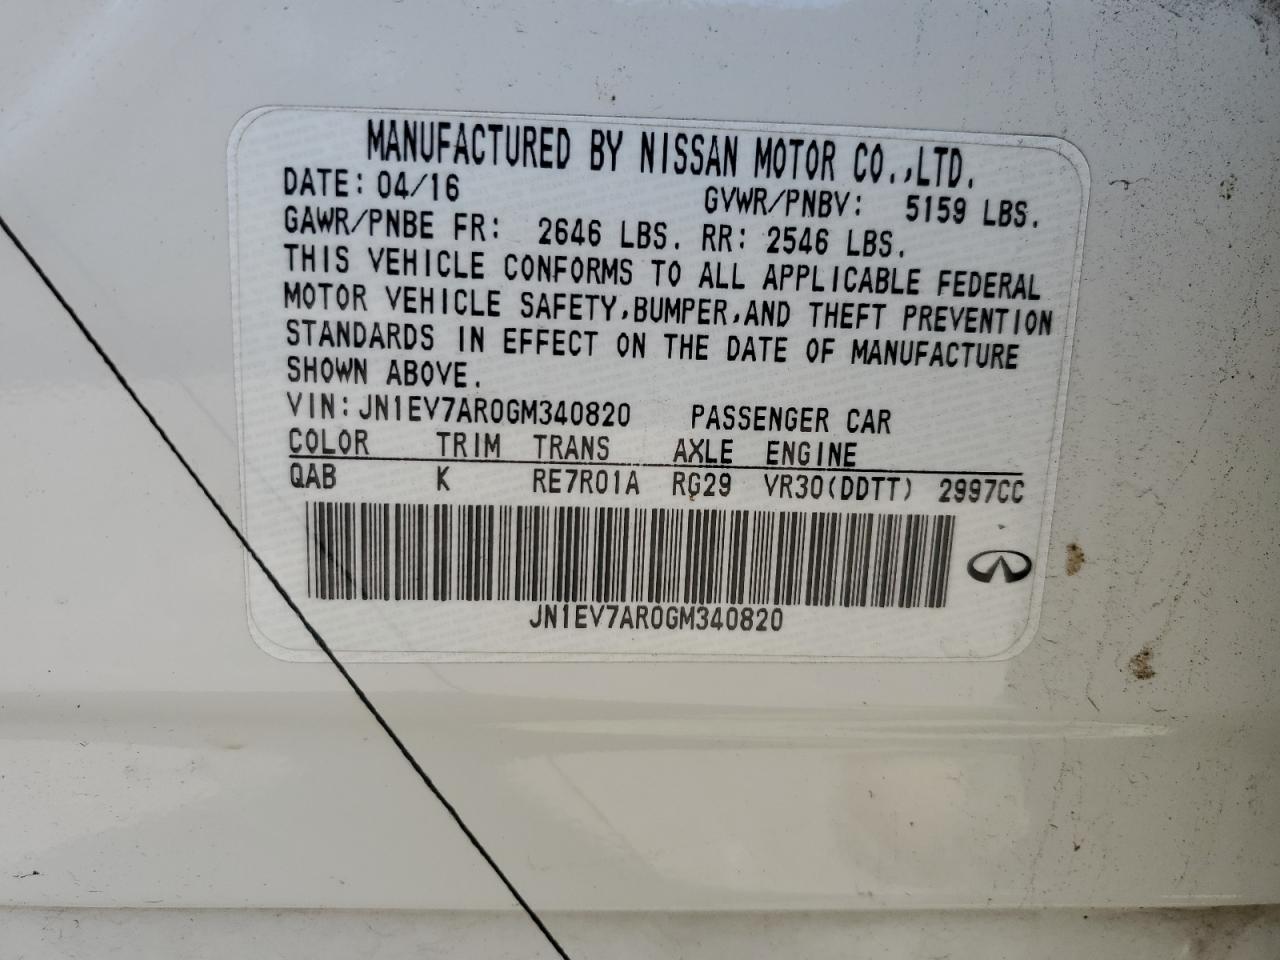 MANUFACTURED BY NISSAN MOTOR CO.,LTD.
DATE: 04/16 GVWR/PNBV: 5159 LBS.
GAWR/PNBE FR: 2646 LBS. RR: 2546 LBS.
THIS VEHICLE CONFORMS TO ALL APPLICABLE FEDERAL
MOTOR VEHICLE SAFETY,BUMPER,AND THEFT PREVENTION
STANDARDS IN EFFECT ON THE DATE OF MANUFACTURE
SHOWN ABOVE.
VIN: JN1EV7AR0GM340820 PASSENGER CAR
COLOR TRIM TRANS AXLE ENGINE
QAB K RE7R01A RG29 VR30(DDTT) 2997CC
JN1EV7AR0GM340820